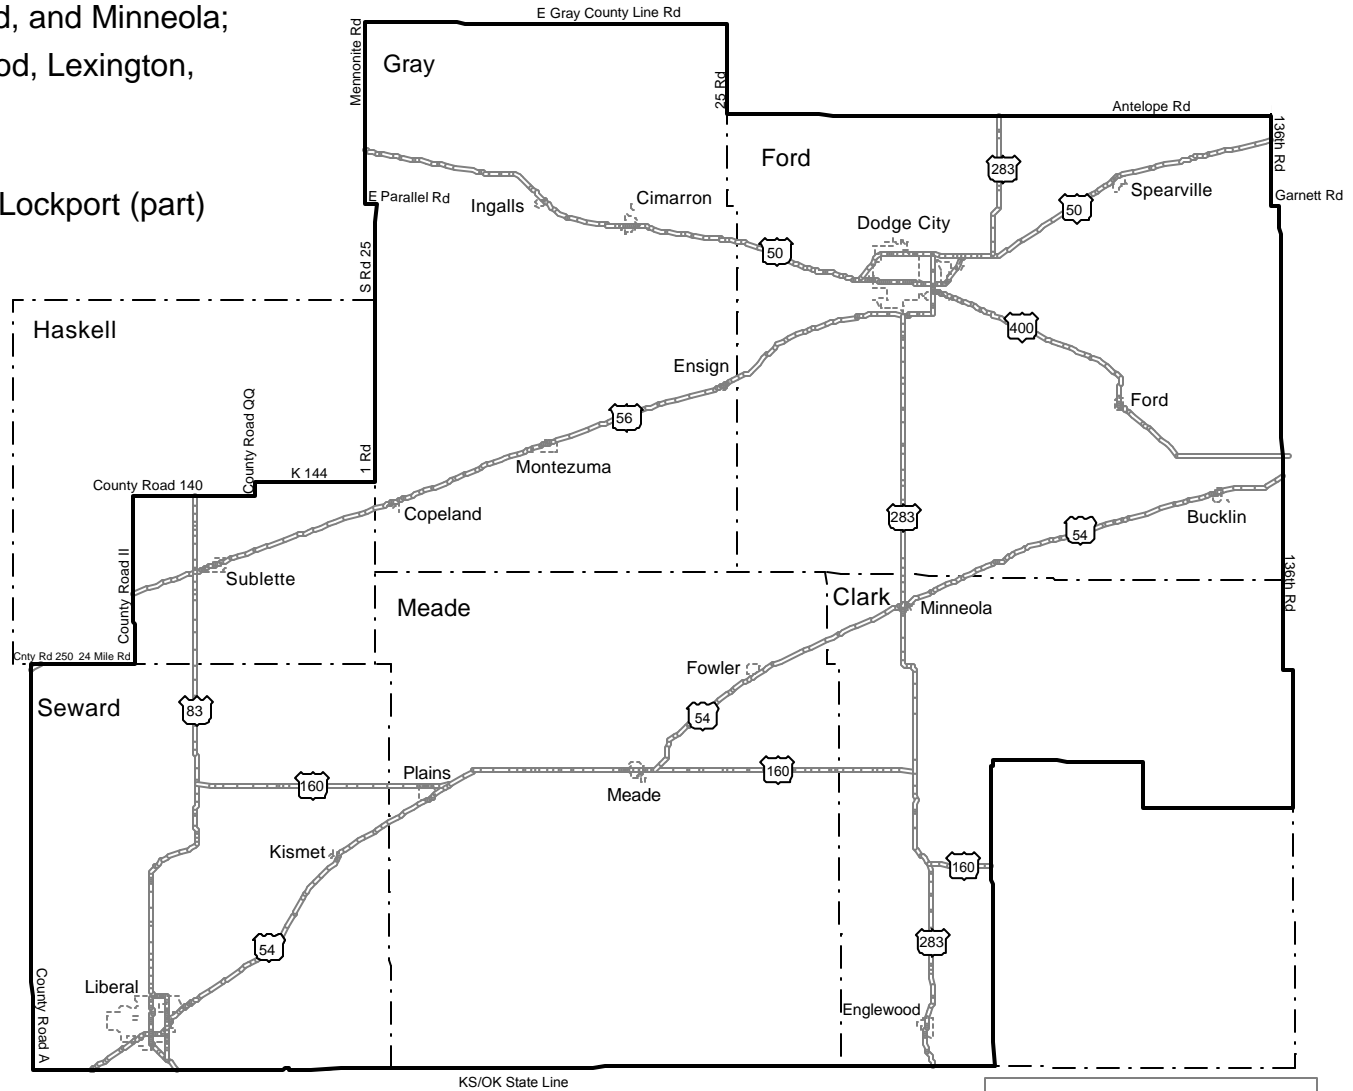 d, and Minneola;
od, Lexington,
Lockport (part)
E Gray County Line Rd
Mennonite Rd
Gray
25 Rd
Antelope Rd
136th Rd
Ford
283
Spearville
Garnett Rd
E Parallel Rd
Ingalls
Cimarron
50
Dodge City
50
S Rd 25
Haskell
400
Ensign
Ford
56
County Road QQ
1 Rd
Montezuma
K 144
County Road 140
Copeland
283
Bucklin
54
County Road II
Sublette
136th Rd
Meade
Clark
Minneola
Cnty Rd 250
24 Mile Rd
Fowler
Seward
83
54
Plains
160
160
Meade
Kismet
160
54
283
Liberal
County Road A
Englewood
KS/OK State Line